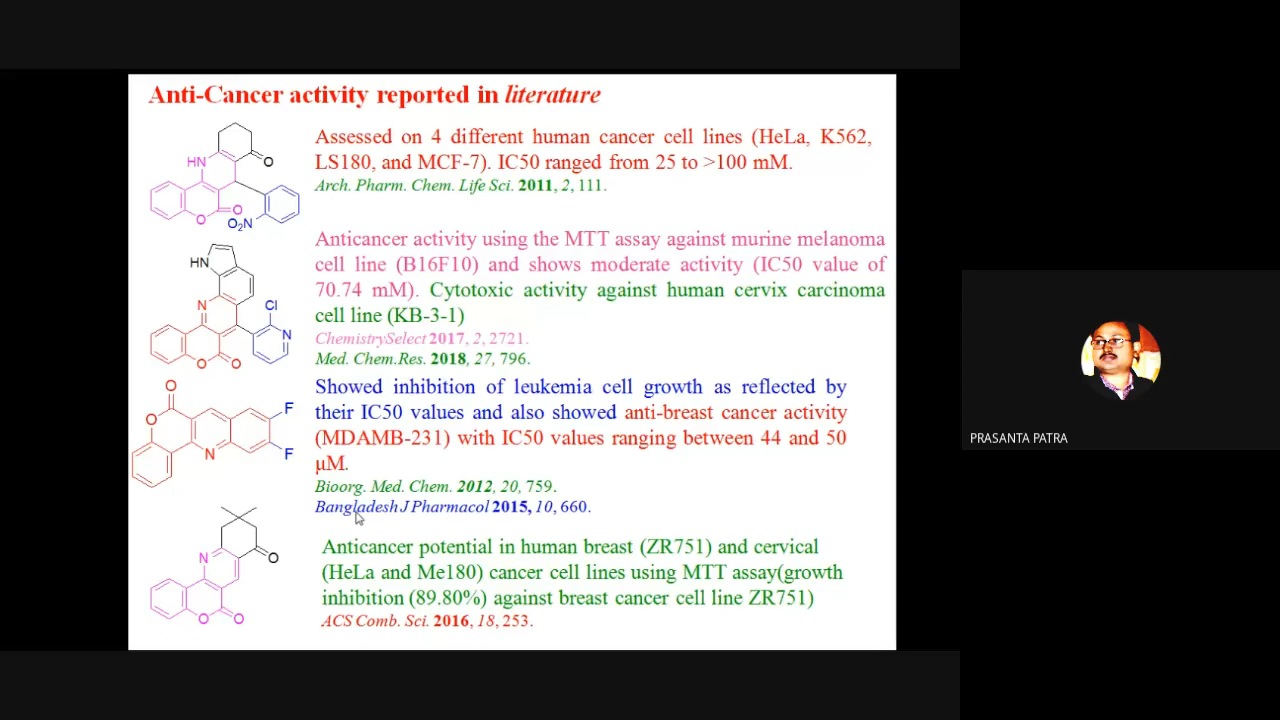 Anti-Cancer activity reported in literature
HN
O
O
O
O₂N
Assessed on 4 different human cancer cell lines (HeLa, K562,
LS180, and MCF-7). IC50 ranged from 25 to >100 mM.
Arch. Pharm. Chem. Life Sci. 2011, 2, 111.
HN
N
Cl
N
O
O
Anticancer activity using the MTT assay against murine melanoma
cell line (B16F10) and shows moderate activity (IC50 value of
70.74 mM). Cytotoxic activity against human cervix carcinoma
cell line (KB-3-1)
ChemistrySelect 2017, 2, 2721.
Med. Chem.Res. 2018, 27, 796.
O
O
F
F
N
Showed inhibition of leukemia cell growth as reflected by
their IC50 values and also showed anti-breast cancer activity
(MDAMB-231) with IC50 values ranging between 44 and 50
μM.
Bioorg. Med. Chem. 2012, 20, 759.
Bangladesh J Pharmacol 2015, 10, 660.
N
O
O
O
Anticancer potential in human breast (ZR751) and cervical
(HeLa and Me180) cancer cell lines using MTT assay(growth
inhibition (89.80%) against breast cancer cell line ZR751)
ACS Comb. Sci. 2016, 18, 253.
PRASANTA PATRA